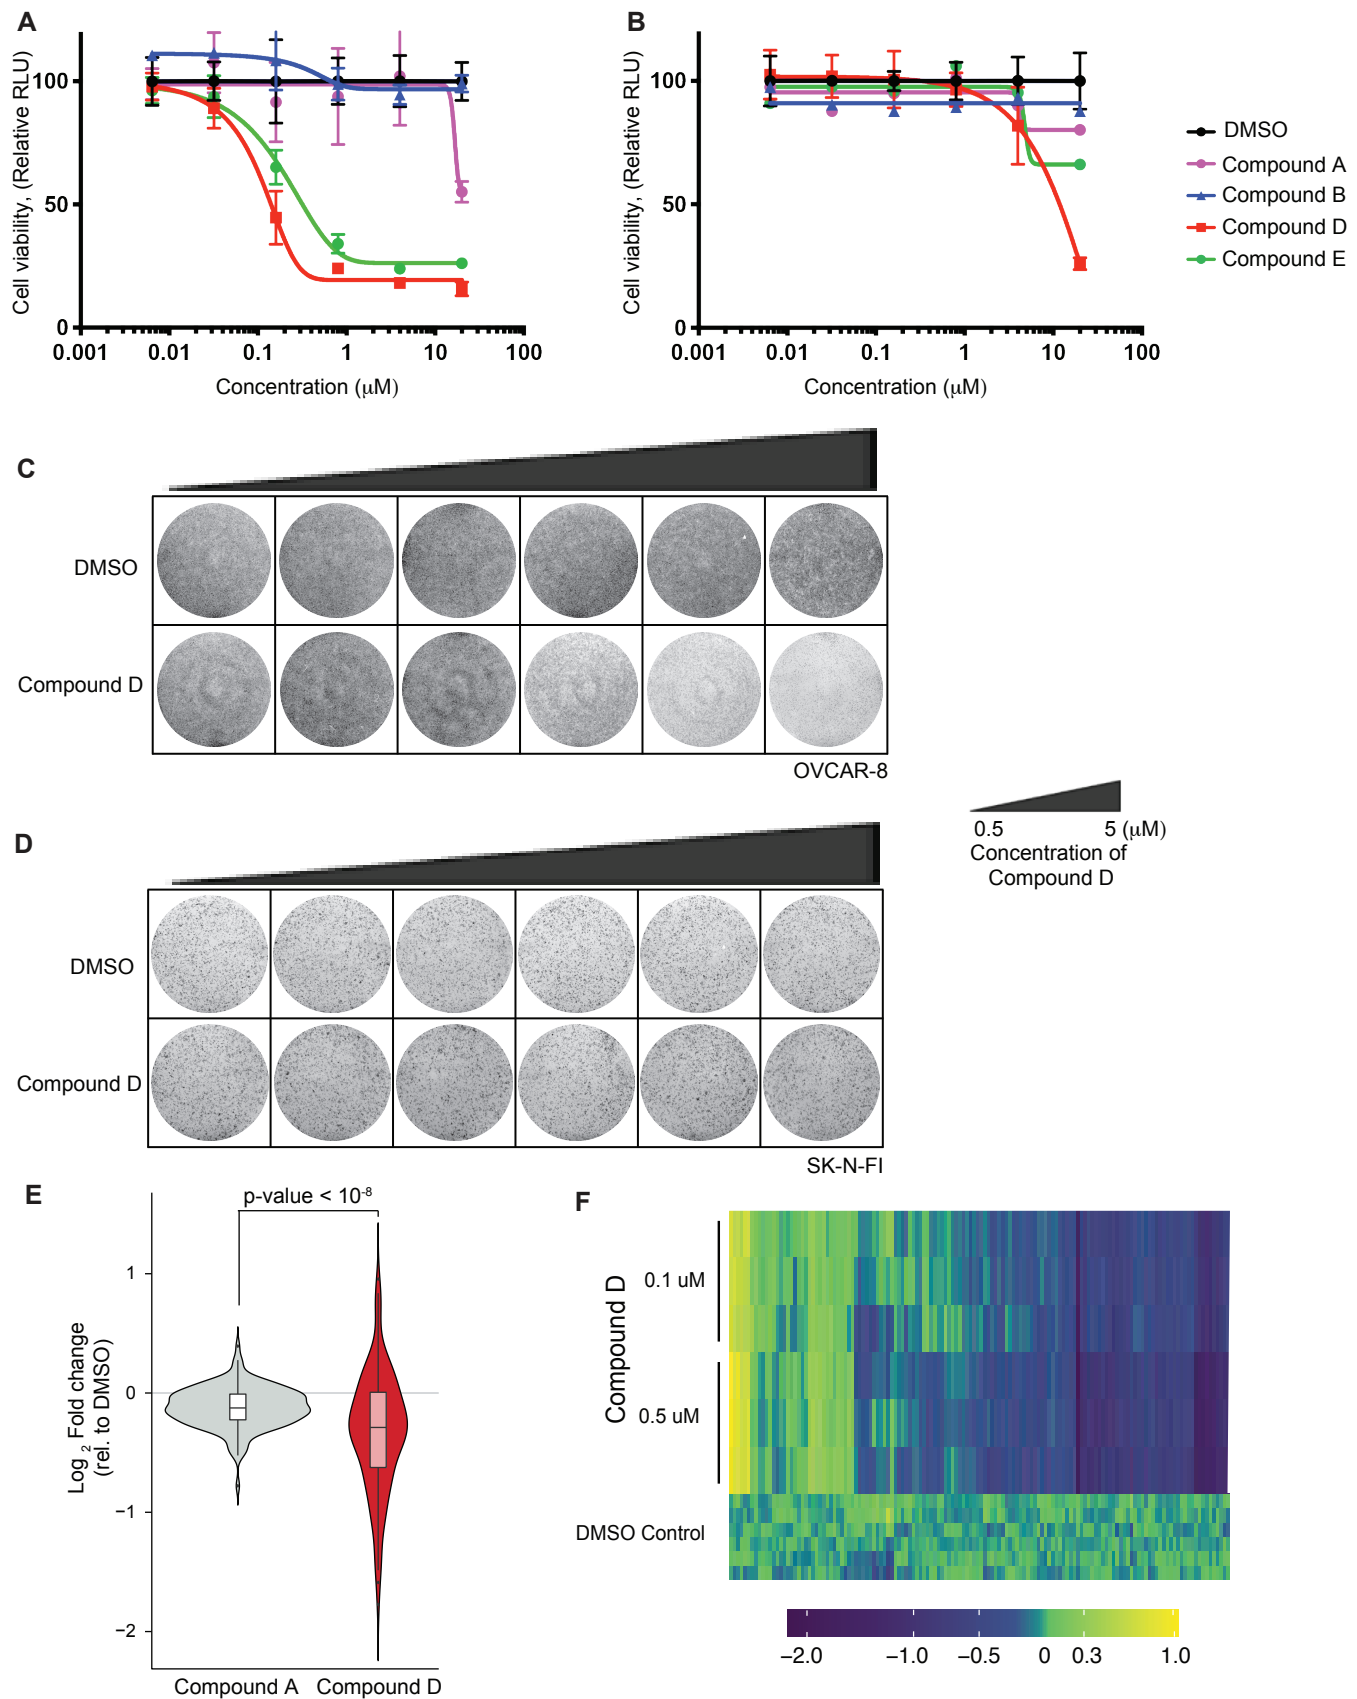 A
Cell viability, (Relative RLU)
100
50
0
0.001 0.01 0.1 1 10 100
Concentration (μM)
B
Cell viability, (Relative RLU)
100
50
0
0.001 0.01 0.1 1 10 100
Concentration (μM)
DMSO
Compound A
Compound B
Compound D
Compound E
C
DMSO
Compound D
OVCAR-8
0.5 5 (μM)
Concentration of
Compound D
D
DMSO
Compound D
SK-N-FI
E
p-value < 10-8
Log 2 Fold change
(rel. to DMSO)
1
0
−1
−2
Compound A Compound D
F
Compound D
0.1 uM
0.5 uM
DMSO Control
−2.0 −1.0 −0.5 0 0.3 1.0